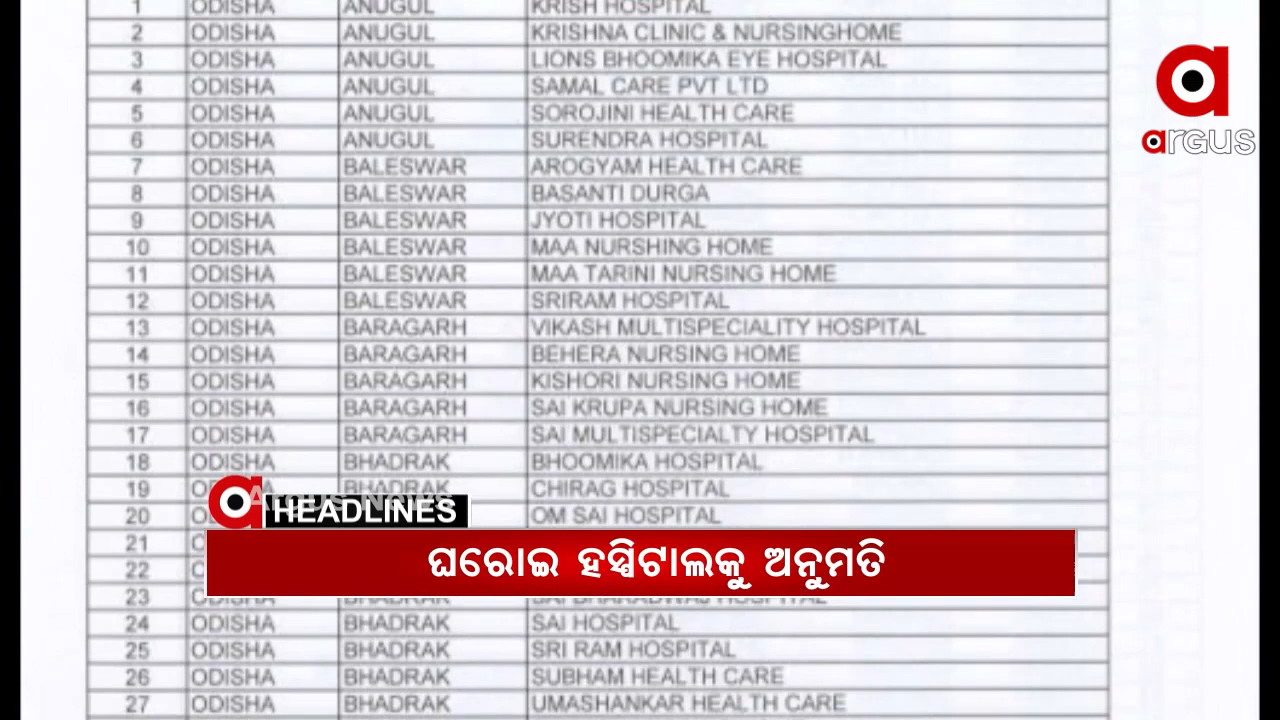 1 ODISHA ANUGUL KRISH HOSPITAL
2 ODISHA ANUGUL KRISHNA CLINIC & NURSINGHOME
3 ODISHA ANUGUL LIONS BHOOMIKA EYE HOSPITAL
4 ODISHA ANUGUL SAMAL CARE PVT LTD
5 ODISHA ANUGUL SOROJINI HEALTH CARE
6 ODISHA ANUGUL SURENDRA HOSPITAL
7 ODISHA BALESWAR AROGYAM HEALTH CARE
8 ODISHA BALESWAR BASANTI DURGA
9 ODISHA BALESWAR JYOTI HOSPITAL
10 ODISHA BALESWAR MAA NURSHING HOME
11 ODISHA BALESWAR MAA TARINI NURSING HOME
12 ODISHA BALESWAR SRIRAM HOSPITAL
13 ODISHA BARAGARH VIKASH MULTISPECIALITY HOSPITAL
14 ODISHA BARAGARH BEHERA NURSING HOME
15 ODISHA BARAGARH KISHORI NURSING HOME
16 ODISHA BARAGARH SAI KRUPA NURSING HOME
17 ODISHA BARAGARH SAI MULTISPECIALTY HOSPITAL
18 ODISHA BHADRAK BHOOMIKA HOSPITAL
19 BHADRAK CHIRAG HOSPITAL
20 OM SAI HOSPITAL
21
22
23 ODISHA BHADRAK SAI BHARADWAJ HOSPITAL
24 ODISHA BHADRAK SAI HOSPITAL
25 ODISHA BHADRAK SRI RAM HOSPITAL
26 ODISHA BHADRAK SUBHAM HEALTH CARE
27 ODISHA BHADRAK UMASHANKAR HEALTH CARE
argus
HEADLINES
ଘରୋଇ ହସ୍ପିଟାଲକୁ ଅନୁମତି